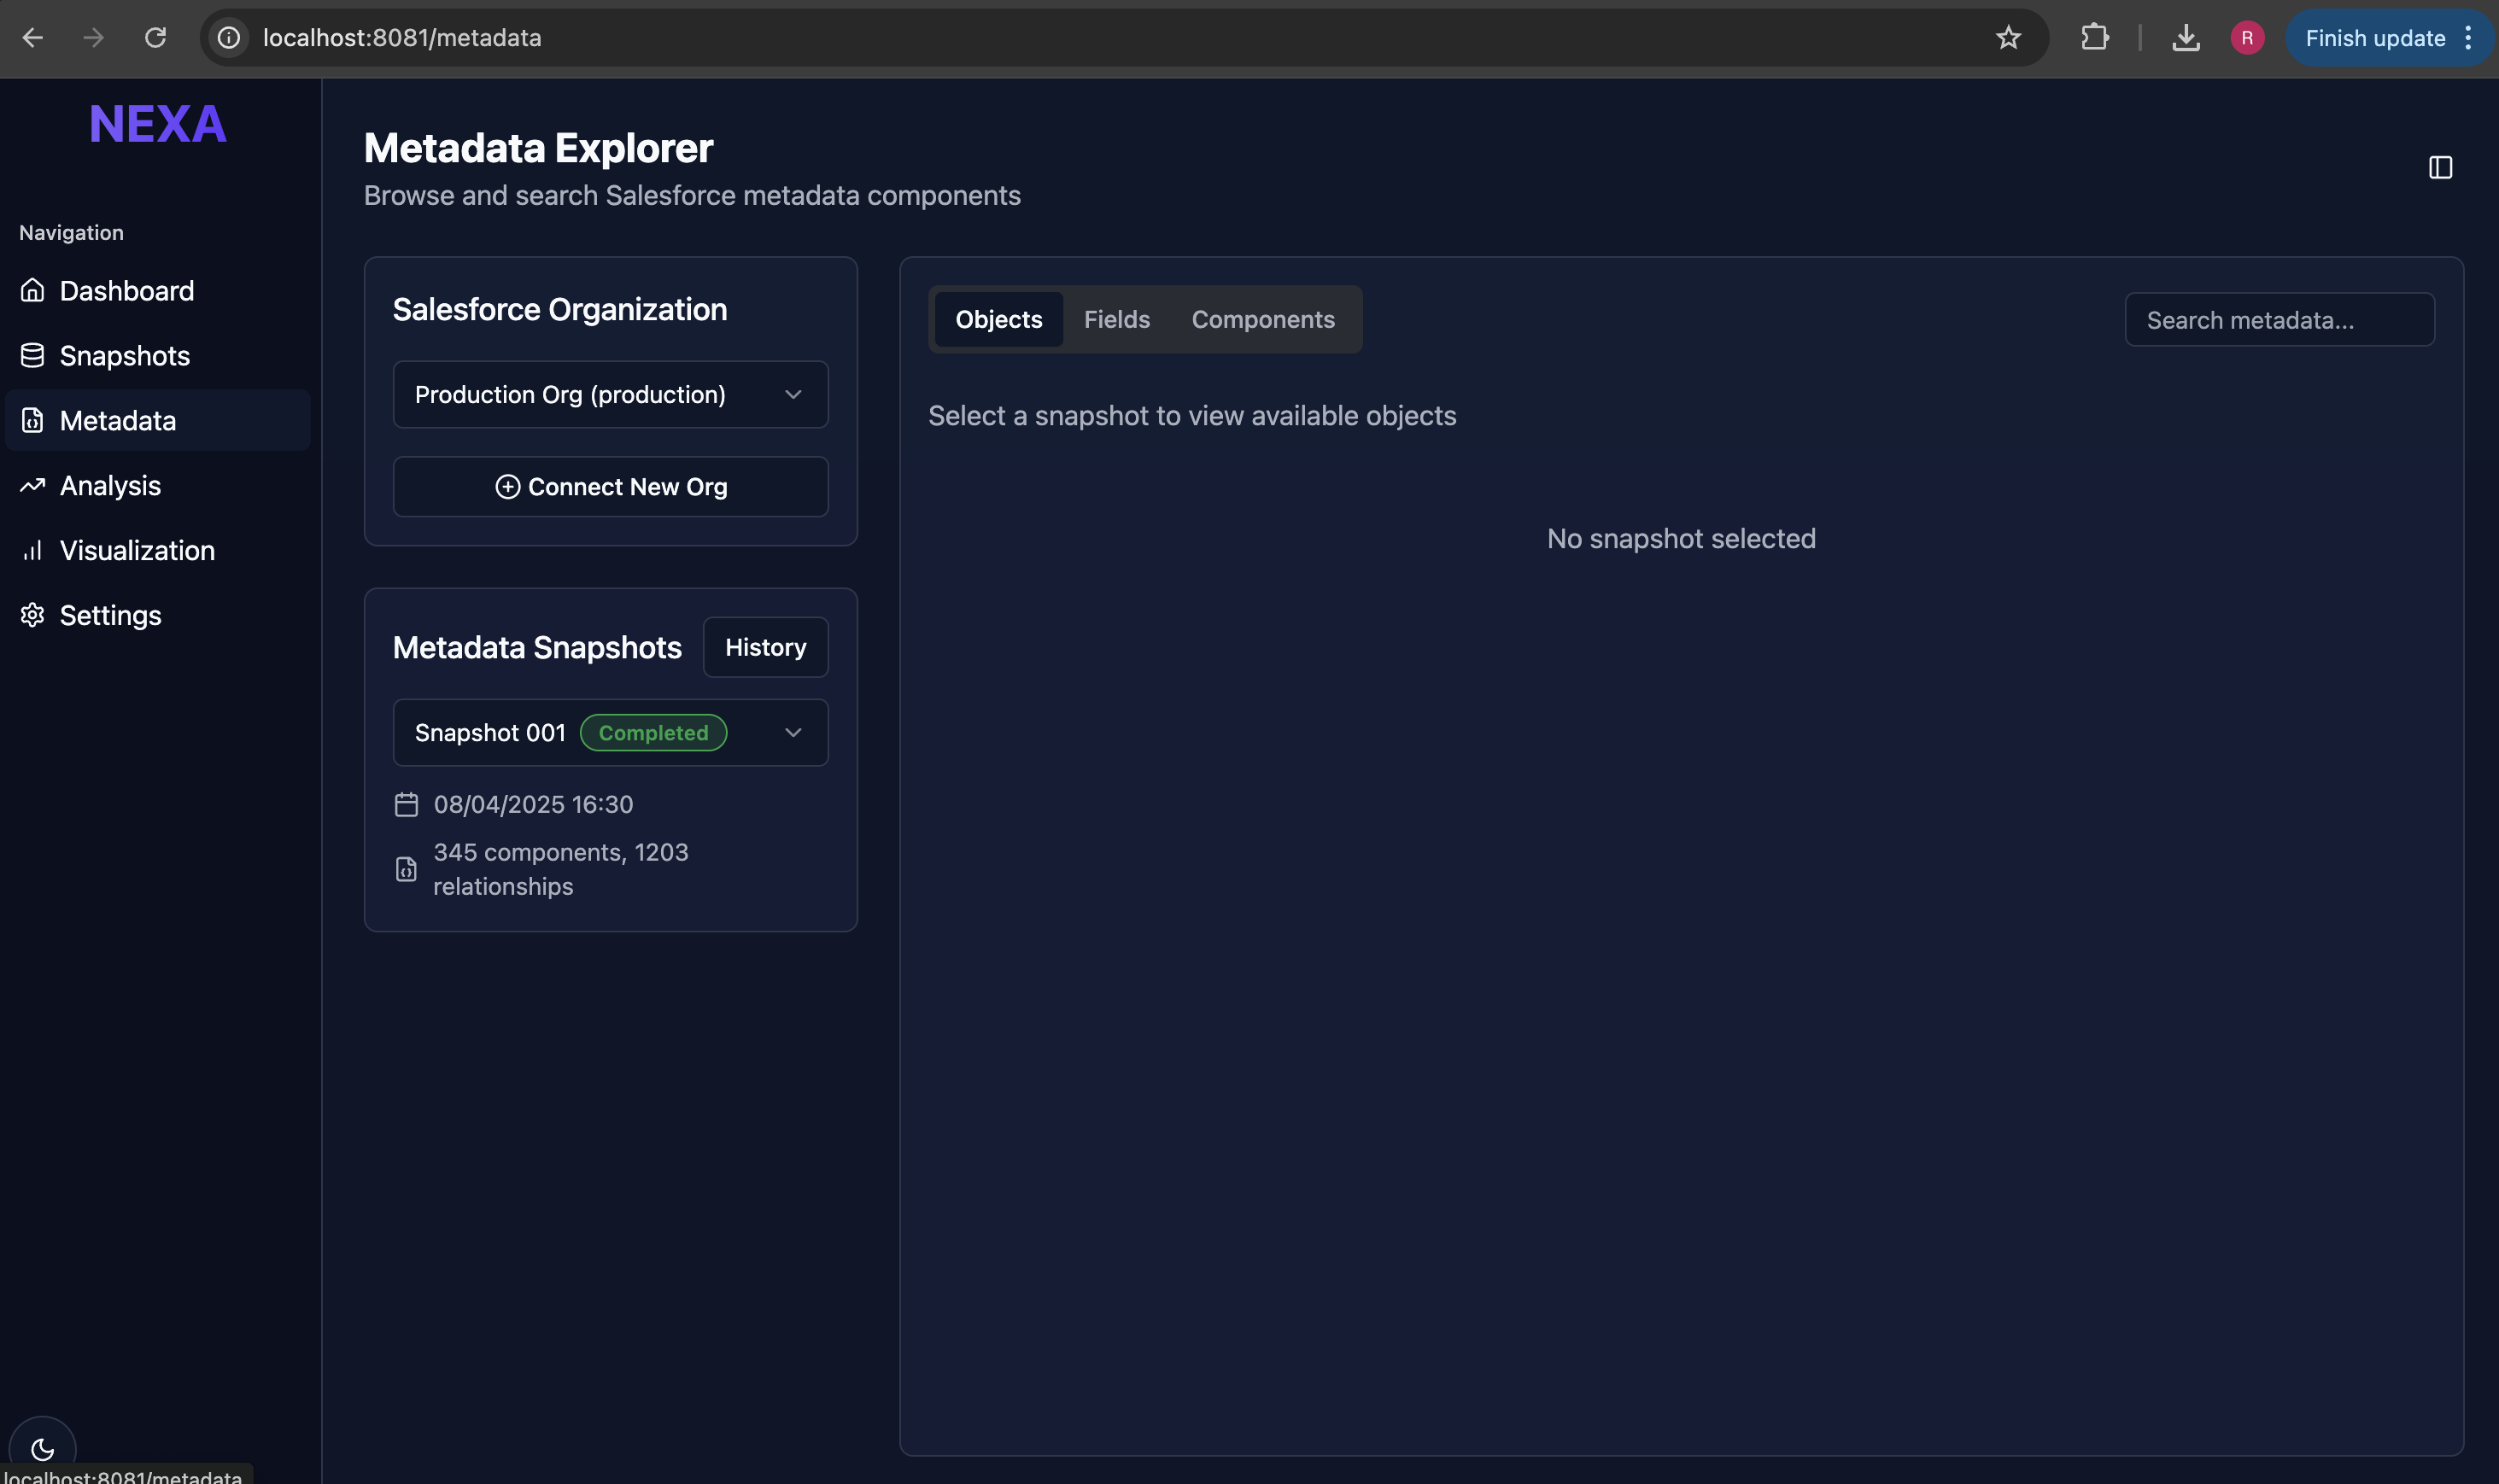 localhost:8081/metadata
R
Finish update
NEXA
Navigation
Dashboard
Snapshots
Metadata
Analysis
Visualization
Settings
Metadata Explorer
Browse and search Salesforce metadata components
Salesforce Organization
Production Org (production)
Connect New Org
Metadata Snapshots
History
Snapshot 001
Completed
08/04/2025 16:30
345 components, 1203
relationships
Objects
Fields
Components
Search metadata...
Select a snapshot to view available objects
No snapshot selected
localhost:8081/metadata